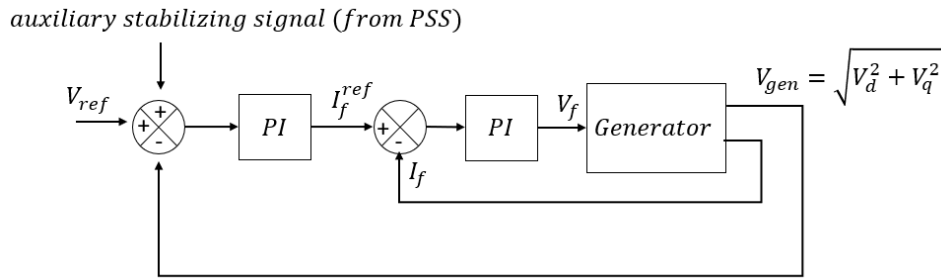 auxiliary stabilizing signal (from PSS)
V_ref
+
+
-
PI
I_f^ref
+
-
I_f
PI
V_f
Generator
V_gen = √(V_d^2 + V_q^2)